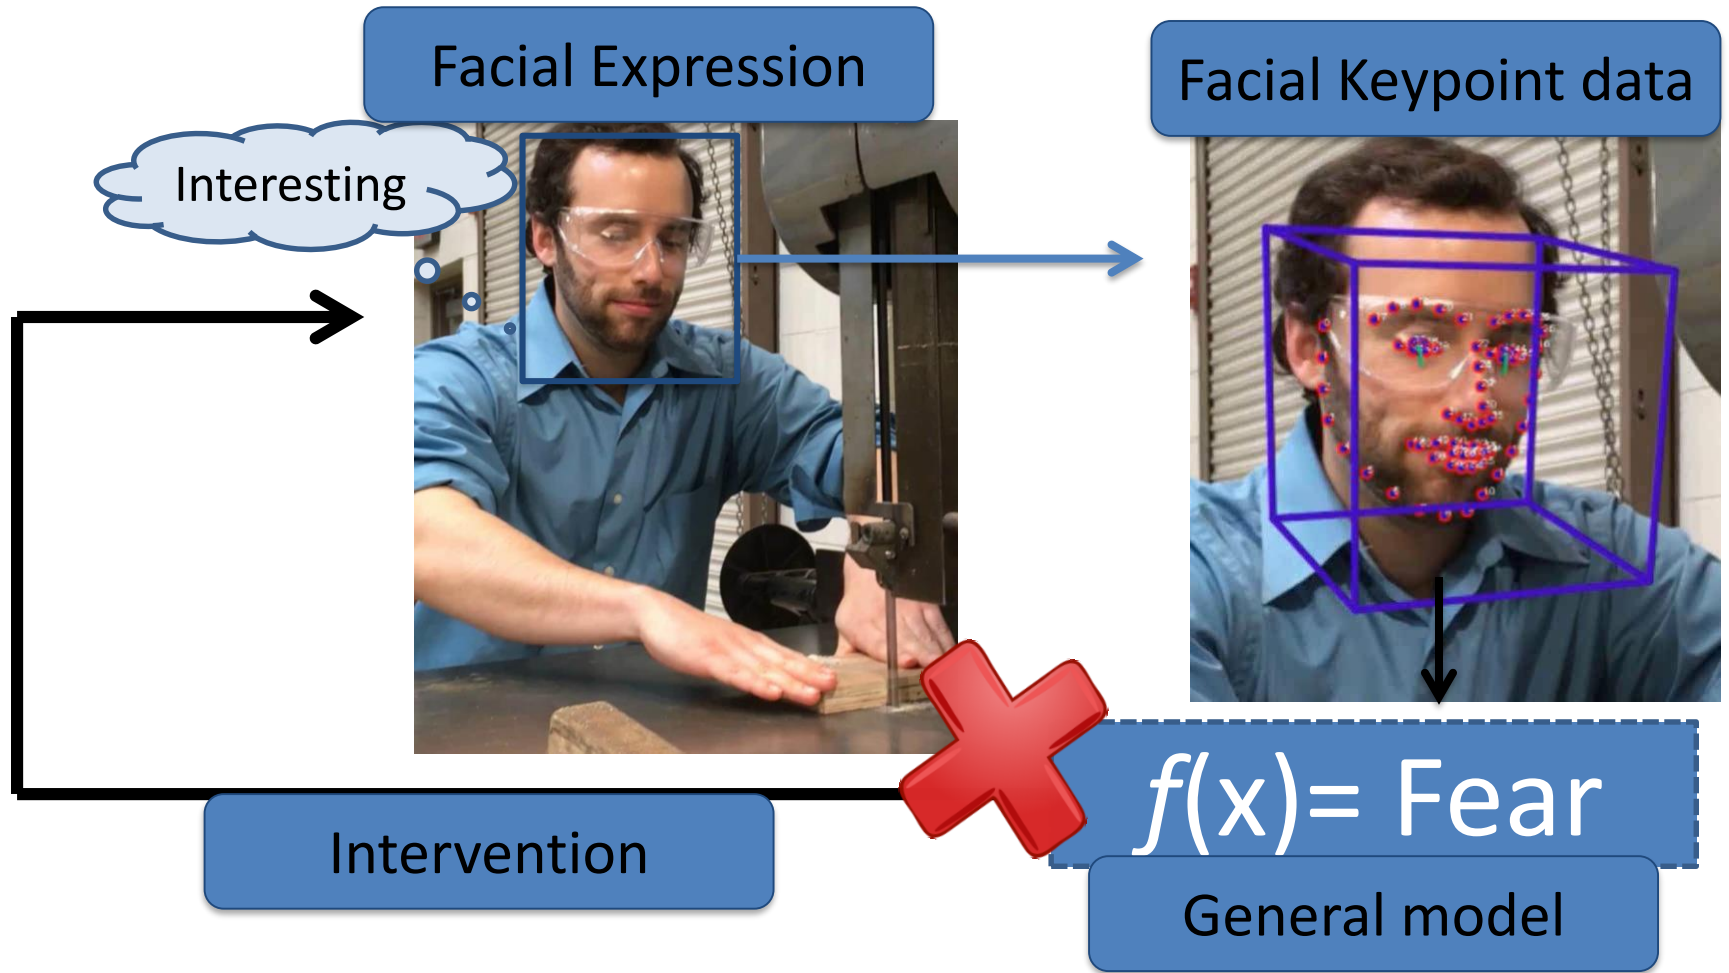 Facial Expression
Facial Keypoint data
Interesting
f(x)= Fear
Intervention
General model